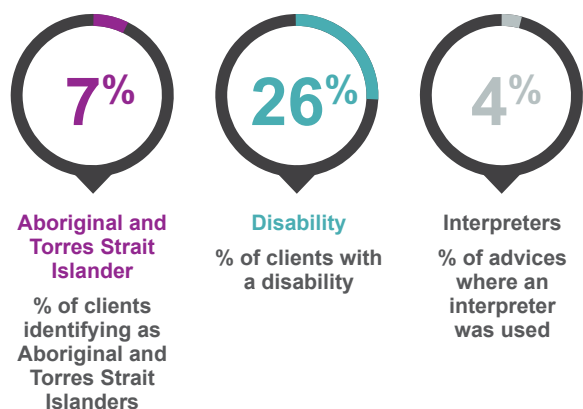 7%
Aboriginal and
Torres Strait
Islander
% of clients
identifying as
Aboriginal and
Torres Strait
Islanders
26%
Disability
% of clients with
a disability
4%
Interpreters
% of advices
where an
interpreter
was used